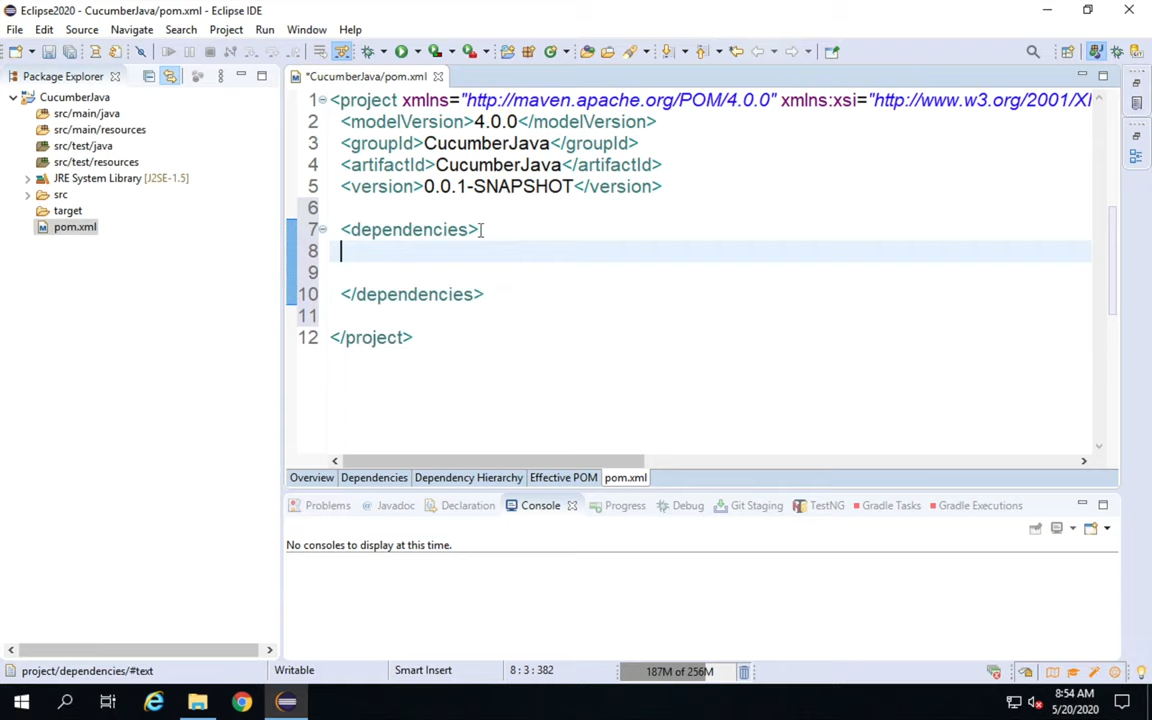 Eclipse2020 - CucumberJava/pom.xml - Eclipse IDE
File Edit Source Navigate Search Project Run Window Help
Package Explorer
*CucumberJava/pom.xml
CucumberJava
src/main/java
src/main/resources
src/test/java
src/test/resources
JRE System Library [J2SE-1.5]
src
target
pom.xml
1 <project xmlns="http://maven.apache.org/POM/4.0.0" xmlns:xsi="http://www.w3.org/2001/XI
2 <modelVersion>4.0.0</modelVersion>
3 <groupId>CucumberJava</groupId>
4 <artifactId>CucumberJava</artifactId>
5 <version>0.0.1-SNAPSHOT</version>
6
7 <dependencies>
8
9
10 </dependencies>
11
12 </project>
Overview Dependencies Dependency Hierarchy Effective POM pom.xml
Problems Javadoc Declaration Console Progress Debug Git Staging TestNG Gradle Tasks Gradle Executions
No consoles to display at this time.
project/dependencies/#text Writable Smart Insert 8 : 3 : 382 187M of 256M
8:54 AM
5/20/2020